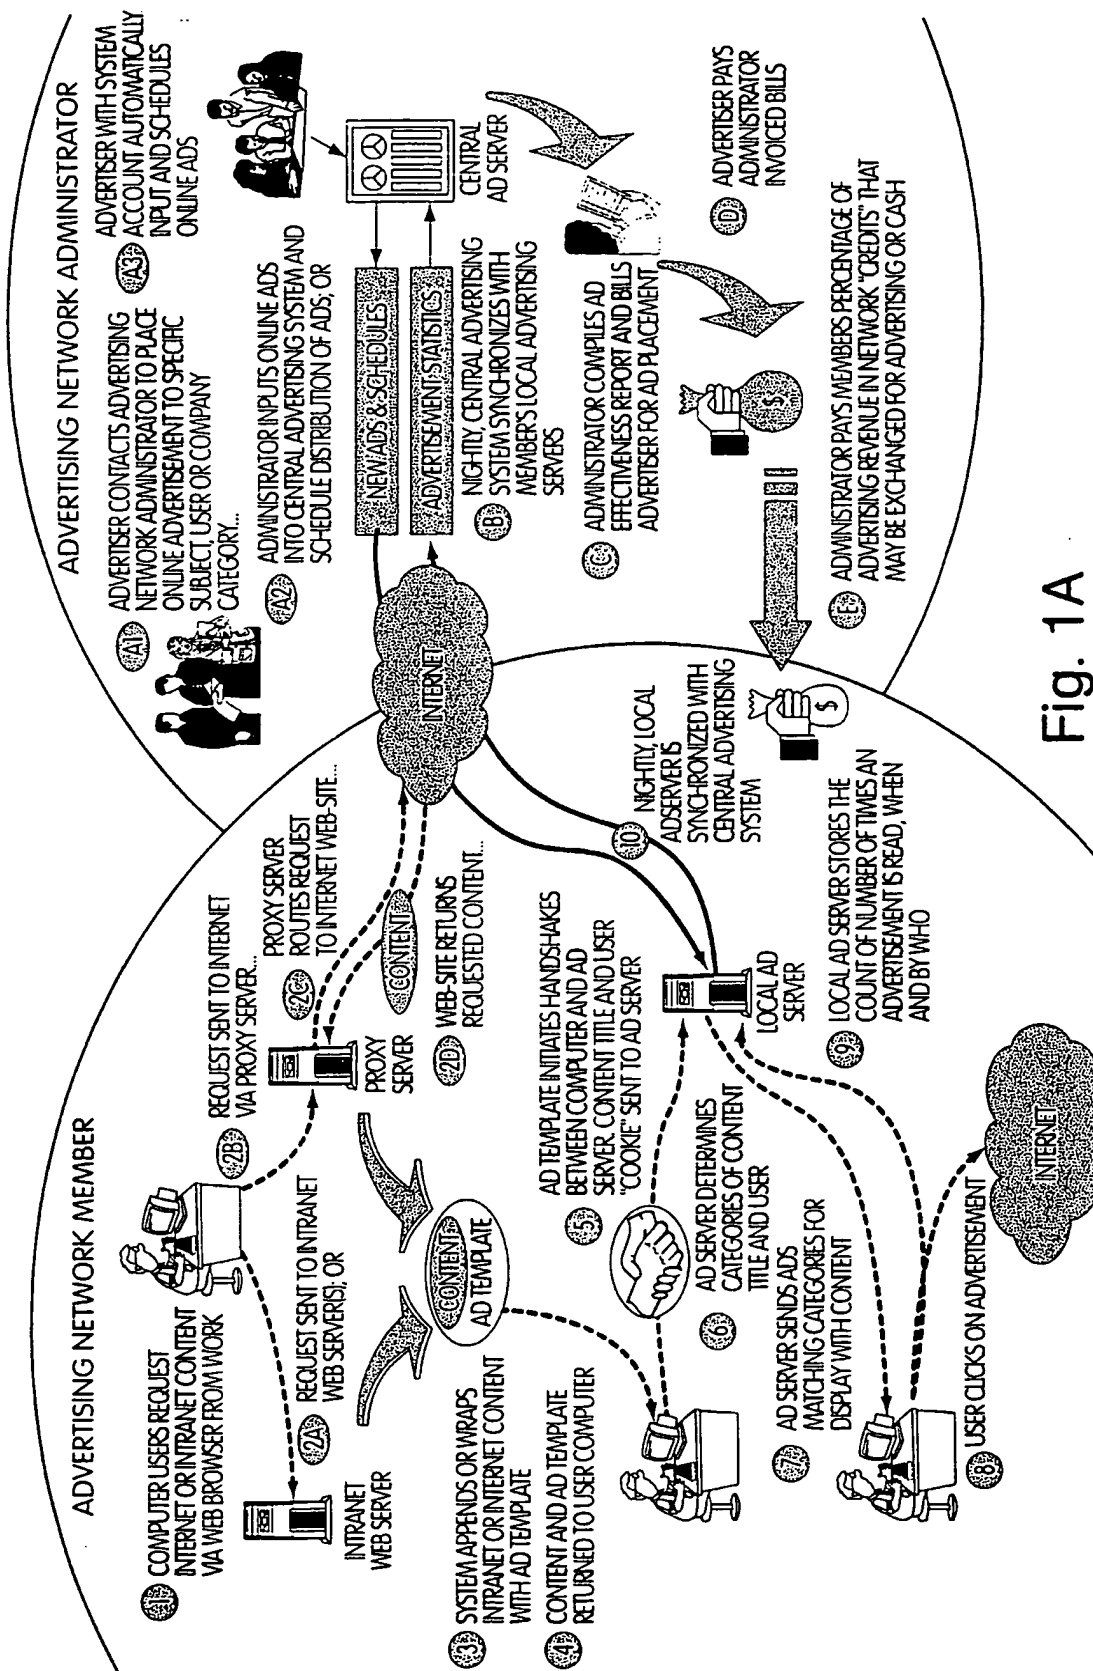 ADVERTISING NETWORK MEMBER
1
COMPUTER USERS REQUEST
INTERNET OR INTRANET CONTENT
VIA WEB BROWSER FROM WORK
INTRANET
WEB SERVER
2A
REQUEST SENT TO INTRANET
WEB SERVER(S); OR
2B
REQUEST SENT TO INTERNET
VIA PROXY SERVER...
2C
PROXY SERVER
ROUTES REQUEST
TO INTERNET WEB-SITE...
PROXY
SERVER
CONTENT
2D
WEB-SITE RETURNS
REQUESTED CONTENT...
CONTENT
AD TEMPLATE
3
SYSTEM APPENDS OR WRAPS
INTRANET OR INTERNET CONTENT
WITH AD TEMPLATE
4
CONTENT AND AD TEMPLATE
RETURNED TO USER COMPUTER
5
AD TEMPLATE INITIATES HANDSHAKES
BETWEEN COMPUTER AND AD
SERVER. CONTENT TITLE AND USER
"COOKIE" SENT TO AD SERVER
6
AD SERVER DETERMINES
CATEGORIES OF CONTENT
TITLE AND USER
7
AD SERVER SENDS ADS
MATCHING CATEGORIES FOR
DISPLAY WITH CONTENT
LOCAL AD
SERVER
8
USER CLICKS ON ADVERTISEMENT
INTERNET
9
LOCAL AD SERVER STORES THE
COUNT OF NUMBER OF TIMES AN
ADVERTISEMENT IS READ, WHEN
AND BY WHO
10
NIGHTLY, LOCAL
ADSERVER IS
SYNCHRONIZED WITH
CENTRAL ADVERTISING
SYSTEM
$
INTERNET
ADVERTISING NETWORK ADMINISTRATOR
A1
ADVERTISER CONTACTS ADVERTISING
NETWORK ADMINISTRATOR TO PLACE
ONLINE ADVERTISEMENT TO SPECIFIC
SUBJECT, USER OR COMPANY
CATEGORY...
A2
ADMINISTRATOR INPUTS ONLINE ADS
INTO CENTRAL ADVERTISING SYSTEM AND
SCHEDULE DISTRIBUTION OF ADS; OR
A3
ADVERTISER WITH SYSTEM
ACCOUNT AUTOMATICALLY
INPUT AND SCHEDULES
ONLINE ADS
NEW ADS & SCHEDULES
ADVERTISEMENT STATISTICS
CENTRAL
AD SERVER
B
NIGHTLY, CENTRAL ADVERTISING
SYSTEM SYNCHRONIZES WITH
MEMBER'S LOCAL ADVERTISING
SERVERS
C
ADMINISTRATOR COMPILES AD
EFFECTIVENESS REPORT AND BILLS
ADVERTISER FOR AD PLACEMENT
D
ADVERTISER PAYS
ADMINISTRATOR
INVOICED BILLS
$
E
ADMINISTRATOR PAYS MEMBERS PERCENTAGE OF
ADVERTISING REVENUE IN NETWORK "CREDITS" THAT
MAY BE EXCHANGED FOR ADVERTISING OR CASH
Fig. 1A